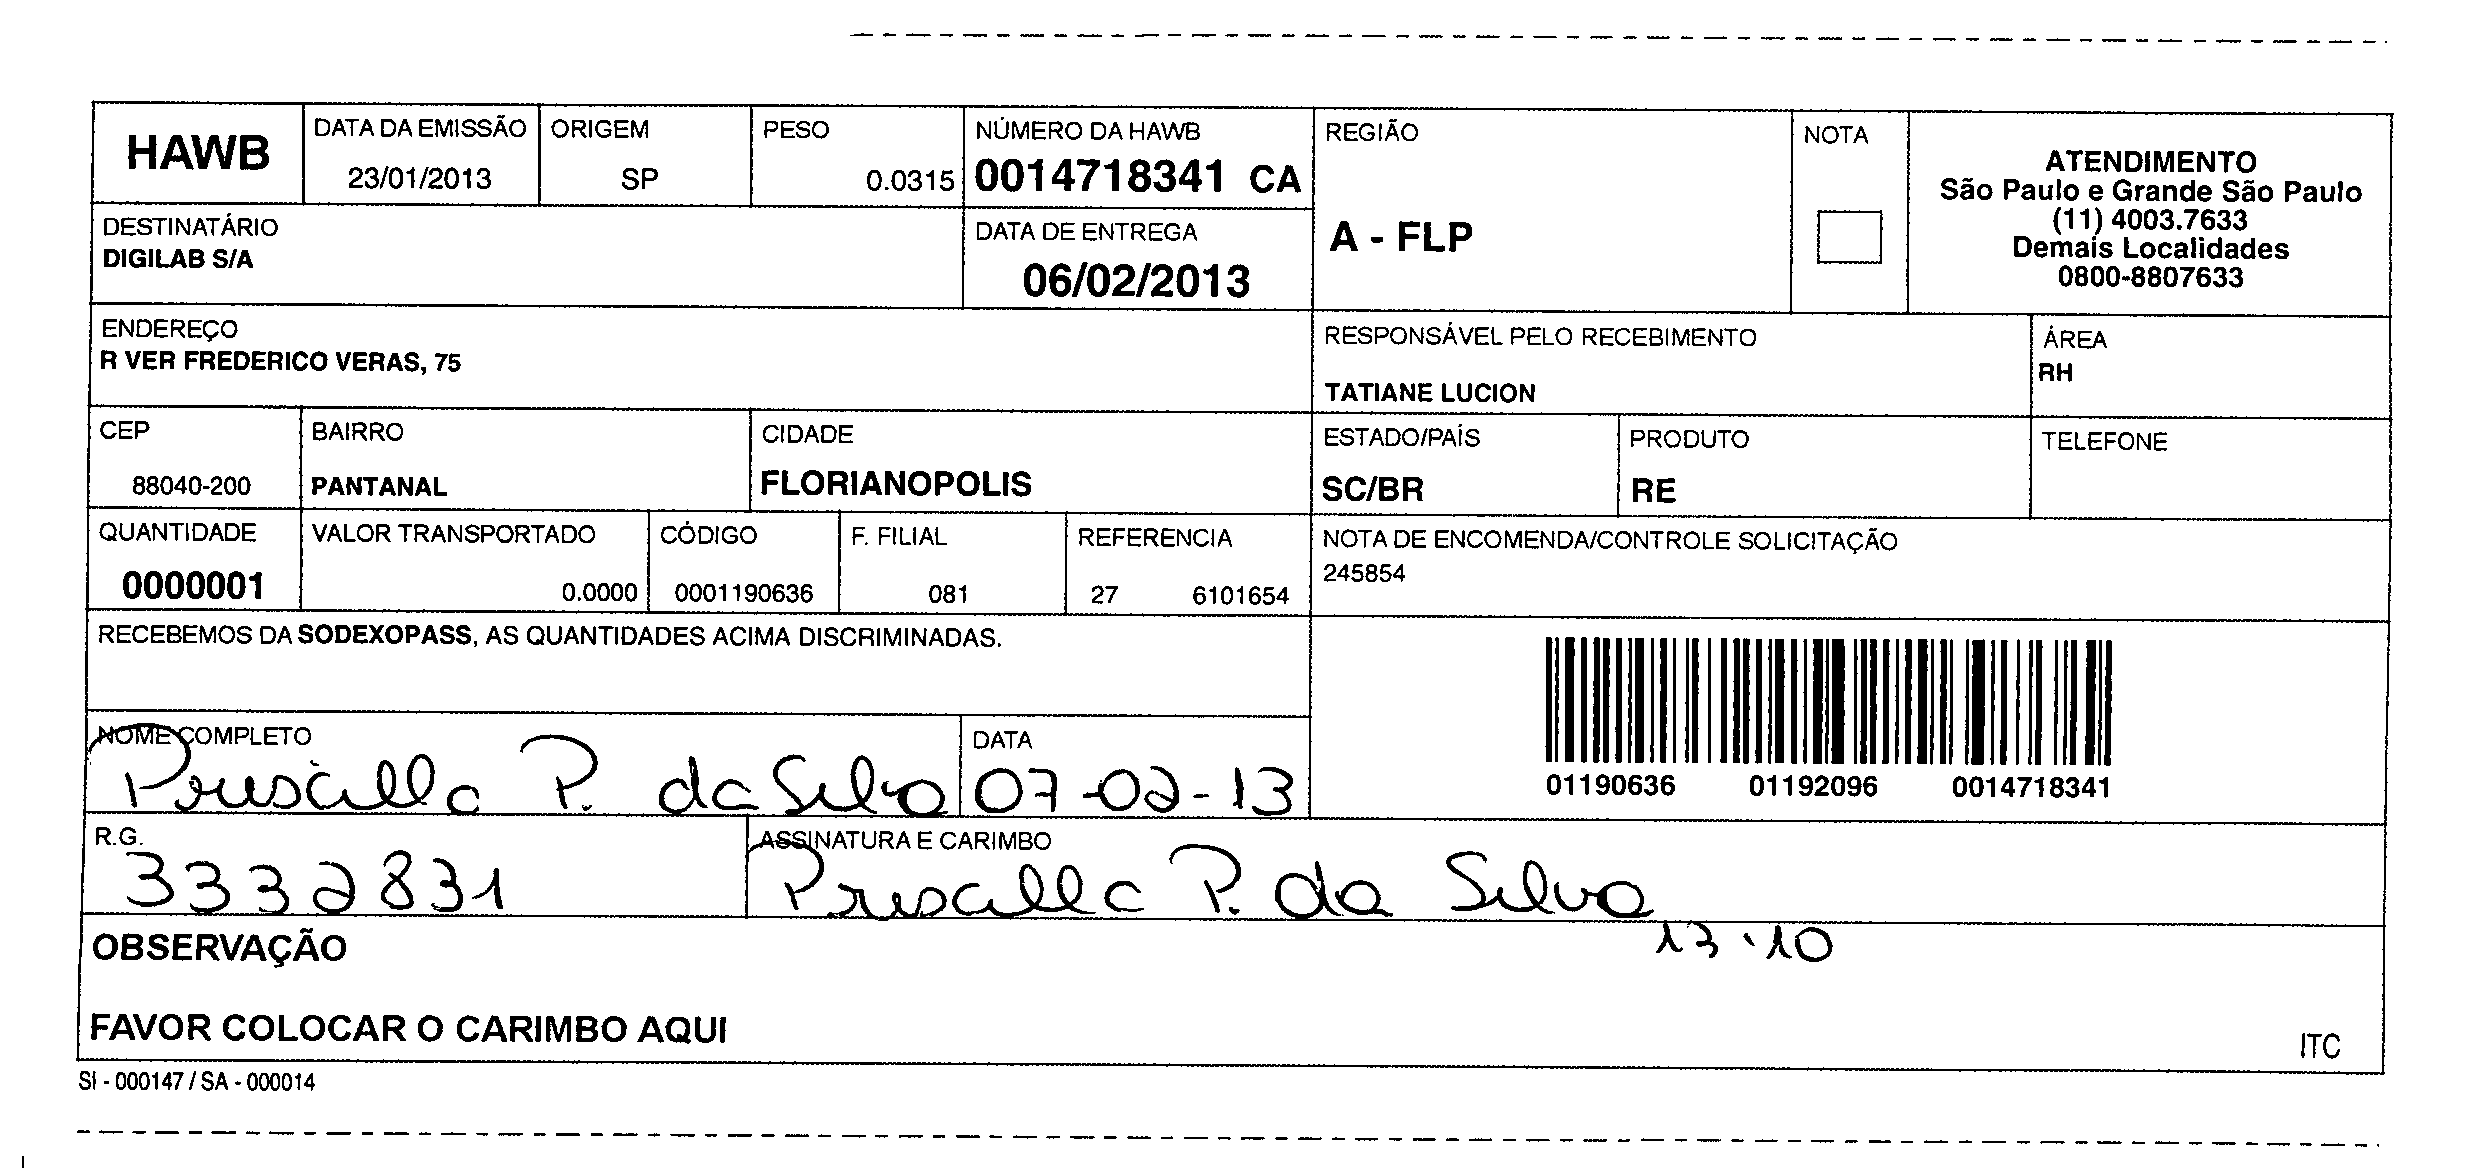 HAWB
DATA DA EMISSÃO
23/01/2013
ORIGEM
SP
PESO
0.0315
NÚMERO DA HAWB
0014718341 CA
REGIÃO
A - FLP
NOTA
ATENDIMENTO
São Paulo e Grande São Paulo
(11) 4003.7633
Demais Localidades
0800-8807633
DESTINATÁRIO
DIGILAB S/A
DATA DE ENTREGA
06/02/2013
ENDEREÇO
R VER FREDERICO VERAS, 75
RESPONSÁVEL PELO RECEBIMENTO
TATIANE LUCION
ÁREA
RH
CEP
88040-200
BAIRRO
PANTANAL
CIDADE
FLORIANOPOLIS
ESTADO/PAÍS
SC/BR
PRODUTO
RE
TELEFONE
QUANTIDADE
0000001
VALOR TRANSPORTADO
0.0000
CÓDIGO
0001190636
F. FILIAL
081
REFERENCIA
27 6101654
NOTA DE ENCOMENDA/CONTROLE SOLICITAÇÃO
245854
RECEBEMOS DA SODEXOPASS, AS QUANTIDADES ACIMA DISCRIMINADAS.
01190636 01192096 0014718341
NOME COMPLETO
Priscilla P. da Silva
DATA
07-02-13
R.G.
3332831
ASSINATURA E CARIMBO
Priscilla P. da Silva
13:10
OBSERVAÇÃO
FAVOR COLOCAR O CARIMBO AQUI
ITC
SI - 000147 / SA - 000014